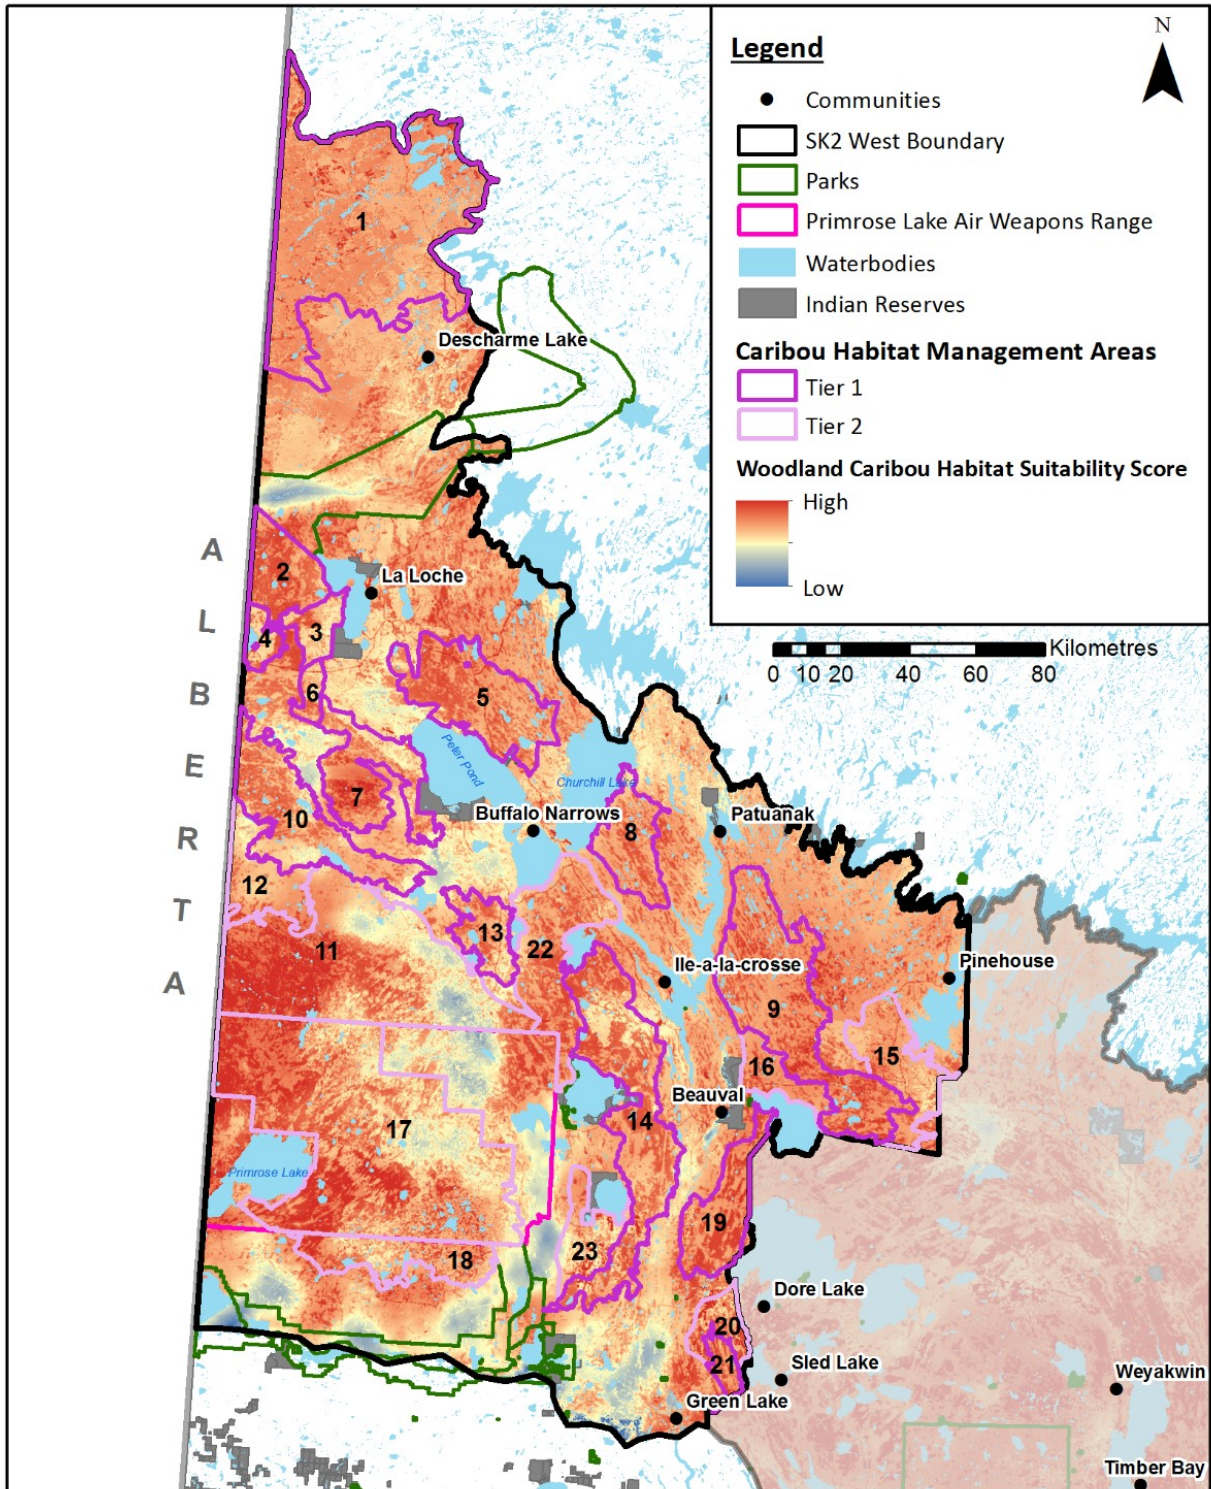 Legend
N
Communities
SK2 West Boundary
Parks
Primrose Lake Air Weapons Range
Waterbodies
Indian Reserves
Caribou Habitat Management Areas
Tier 1
Tier 2
Woodland Caribou Habitat Suitability Score
High
Low
Kilometres
0 10 20 40 60 80
1
Descharme Lake
ALBERTA
2
La Loche
3
4
6
5
Peter Pond
Churchill Lake
7
10
Buffalo Narrows
8
Patuanak
12
11
13
22
Ile-a-la-crosse
Pinehouse
9
15
16
Beauval
14
17
Primrose Lake
19
18
23
Dore Lake
20
21
Sled Lake
Green Lake
Weyakwin
Timber Bay